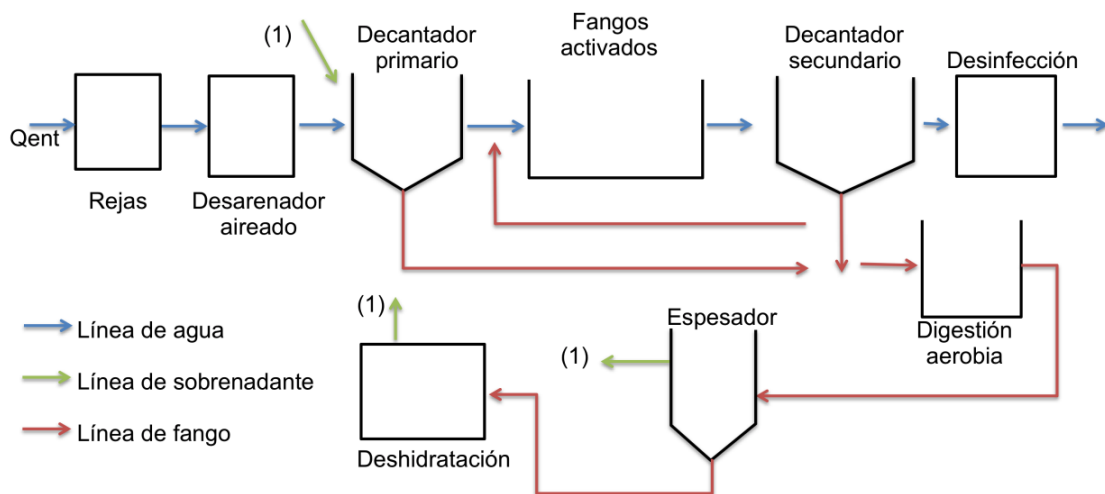 (1)
Decantador
primario
Fangos
activados
Decantador
secundario
Desinfección
Qent
Rejas
Desarenador
aireado
(1)
Espesador
(1)
Digestión
aerobia
Línea de agua
Línea de sobrenadante
Línea de fango
Deshidratación